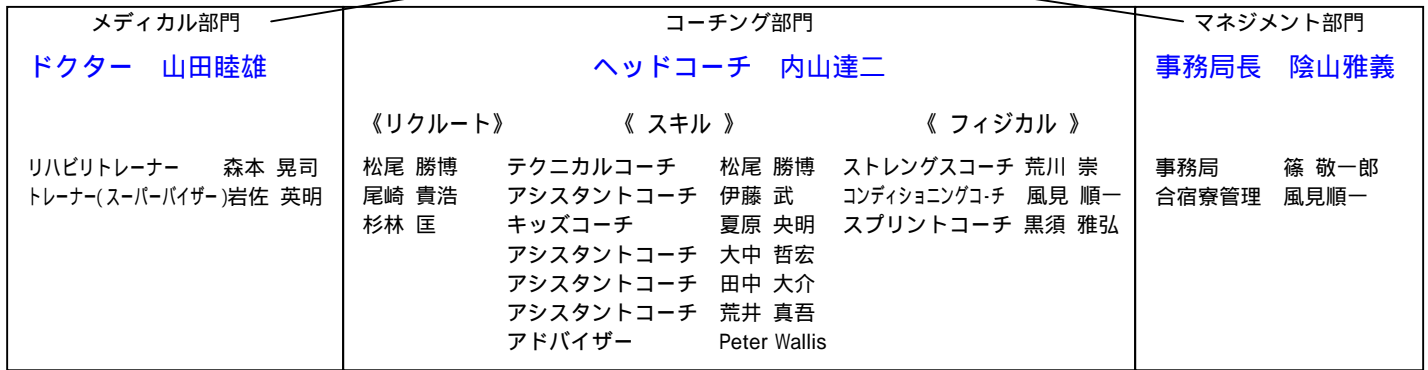 メディカル部門
ドクター　山田睦雄
リハビリトレーナー　森本 晃司
トレーナー(スーパーバイザー)岩佐 英明
コーチング部門
ヘッドコーチ　内山達二
《リクルート》
松尾 勝博
尾崎 貴浩
杉林 匡
《 スキル 》
テクニカルコーチ　松尾 勝博
アシスタントコーチ　伊藤 武
キッズコーチ　夏原 央明
アシスタントコーチ　大中 哲宏
アシスタントコーチ　田中 大介
アシスタントコーチ　荒井 真吾
アドバイザー　Peter Wallis
《 フィジカル 》
ストレングスコーチ 荒川 崇
コンディショニングコ-チ　風見 順一
スプリントコーチ 黒須 雅弘
マネジメント部門
事務局長　陰山雅義
事務局　篠 敬一郎
合宿寮管理　風見順一